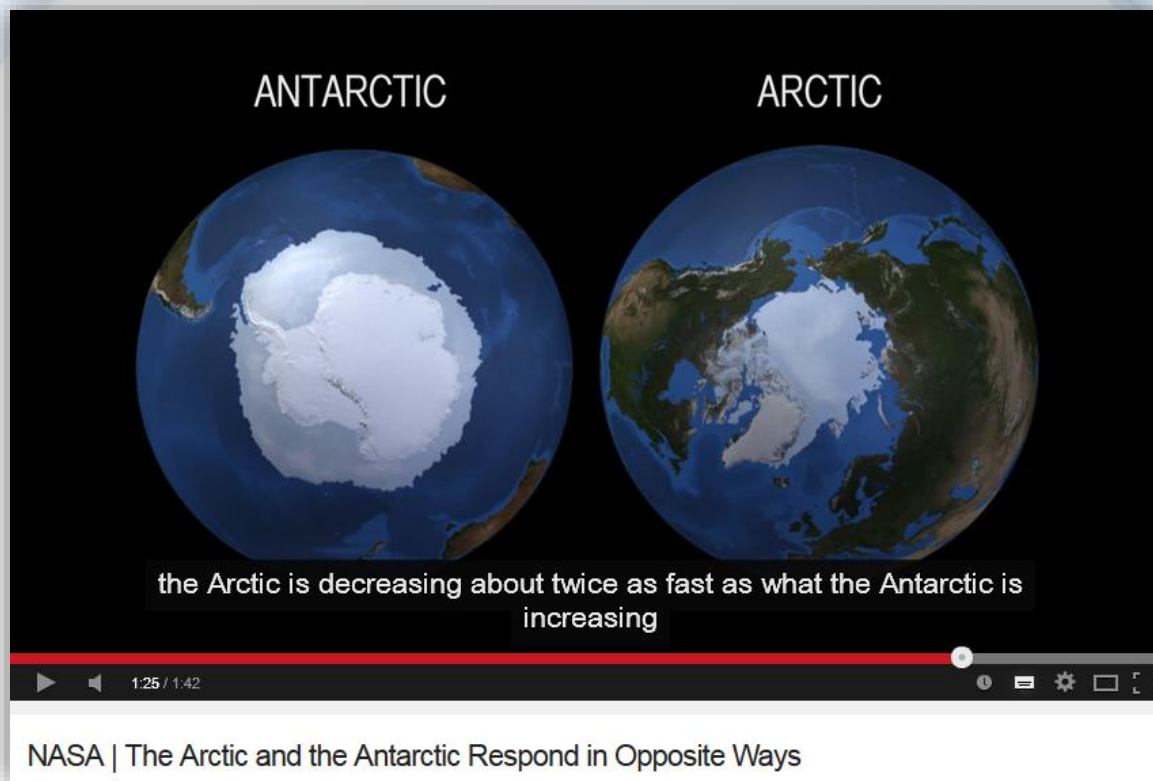 ANTARCTIC
ARCTIC
the Arctic is decreasing about twice as fast as what the Antarctic is
increasing
1:25 / 1:42
NASA | The Arctic and the Antarctic Respond in Opposite Ways